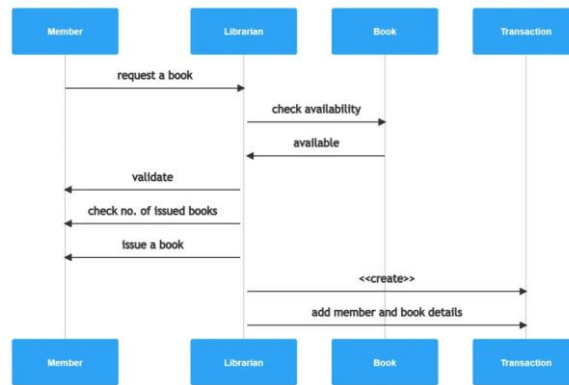 Member
Librarian
Book
Transaction
request a book
check availability
available
validate
check no. of issued books
issue a book
<<create>>
add member and book details
Member
Librarian
Book
Transaction